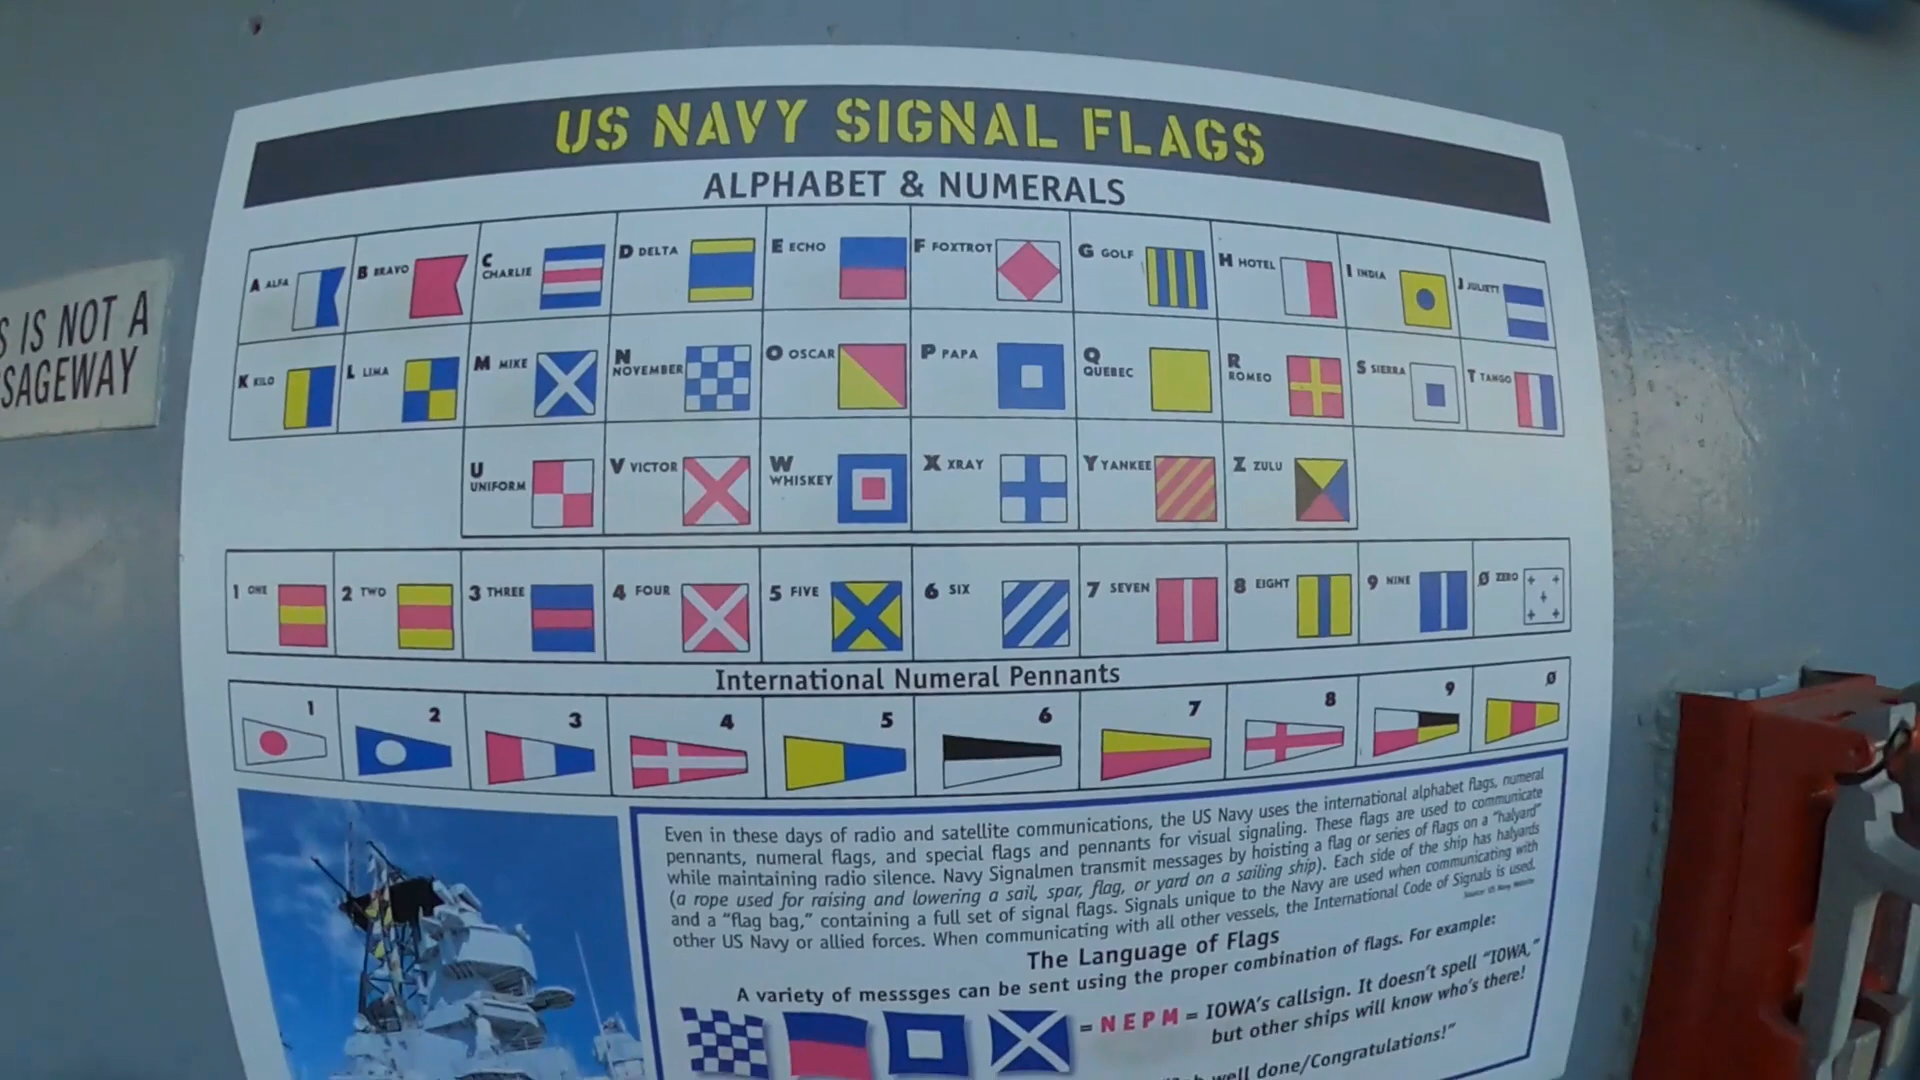 US NAVY SIGNAL FLAGS
ALPHABET & NUMERALS
A ALFA
B BRAVO
C CHARLIE
D DELTA
E ECHO
F FOXTROT
G GOLF
H HOTEL
I INDIA
J JULIETT
K KILO
L LIMA
M MIKE
N NOVEMBER
O OSCAR
P PAPA
Q QUEBEC
R ROMEO
S SIERRA
T TANGO
U UNIFORM
V VICTOR
W WHISKEY
X XRAY
Y YANKEE
Z ZULU
1 ONE
2 TWO
3 THREE
4 FOUR
5 FIVE
6 SIX
7 SEVEN
8 EIGHT
9 NINE
Ø ZERO
International Numeral Pennants
1 2 3 4 5 6 7 8 9 Ø
Even in these days of radio and satellite communications, the US Navy uses the international alphabet flags, numeral
pennants, numeral flags, and special flags and pennants for visual signaling. These flags are used to communicate
while maintaining radio silence. Navy Signalmen transmit messages by hoisting a flag or series of flags on a "halyard"
(a rope used for raising and lowering a sail, spar, flag, or yard on a sailing ship). Each side of the ship has halyards
and a "flag bag," containing a full set of signal flags. Signals unique to the Navy are used when communicating with
other US Navy or allied forces. When communicating with all other vessels, the International Code of Signals is used.
Source: US Navy Website
The Language of Flags
A variety of messsges can be sent using the proper combination of flags. For example:
= N E P M = IOWA's callsign. It doesn't spell "IOWA,"
but other ships will know who's there!
well done/Congratulations!"
IS NOT A
SAGEWAY